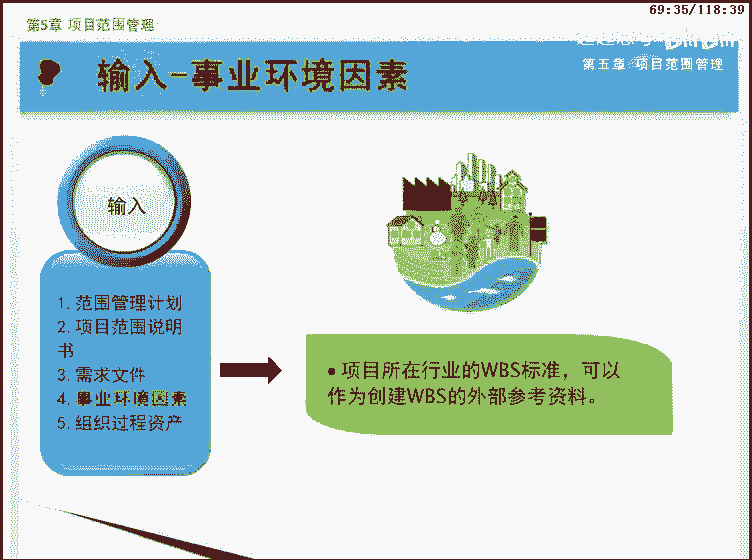 69:35/118:39
第5章 项目范围管理
输入-事业环境因素
第五章 项目范围管理
输入
1. 范围管理计划
2. 项目范围说明
书
3. 需求文件
4. 事业环境因素
5. 组织过程资产
● 项目所在行业的WBS标准，可以
作为创建WBS的外部参考资料。